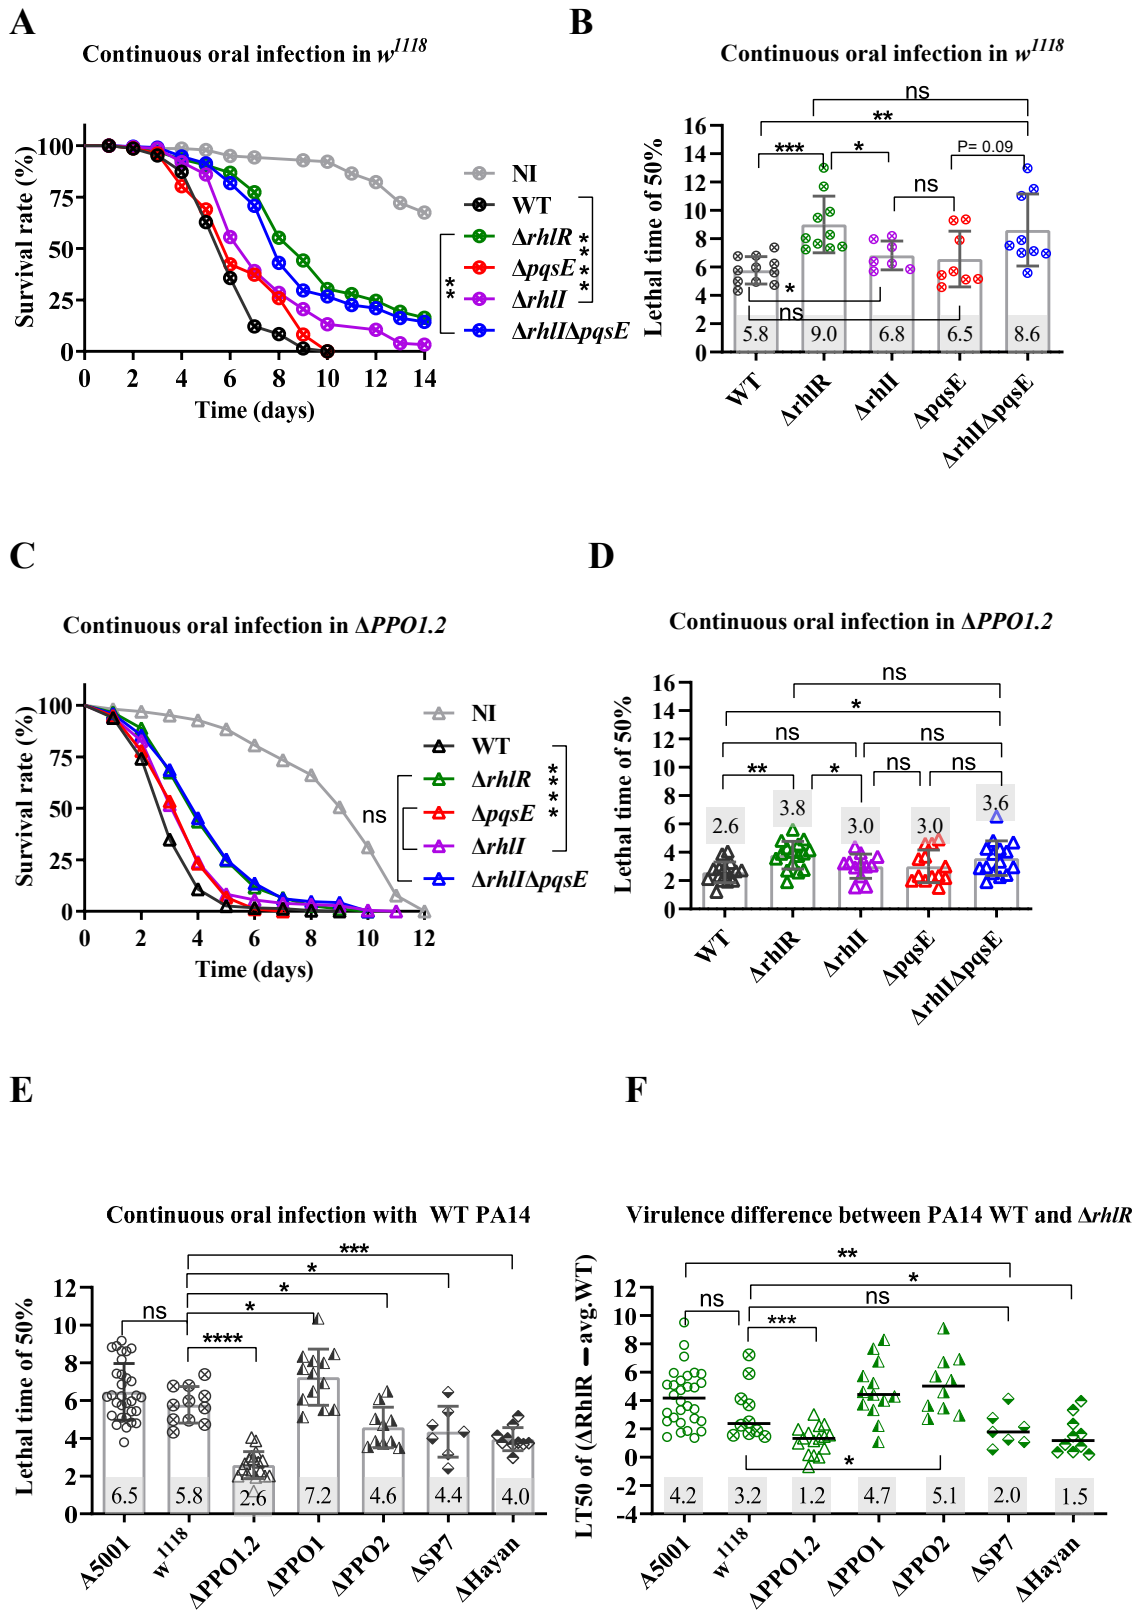 A
Continuous oral infection in w1118
Survival rate (%)
100
75
50
25
0
0 2 4 6 8 10 12 14
Time (days)
NI
WT
ΔrhlR
ΔpqsE
ΔrhlI
ΔrhlIΔpqsE
**
****
B
Continuous oral infection in w1118
Lethal time of 50%
16
14
12
10
8
6
4
2
0
ns
**
*** * P= 0.09
ns
*
ns
5.8 9.0 6.8 6.5 8.6
WT ΔrhlR ΔrhlI ΔpqsE ΔrhlIΔpqsE
C
Continuous oral infection in ΔPPO1.2
Survival rate (%)
100
75
50
25
0
0 2 4 6 8 10 12
Time (days)
NI
WT
ΔrhlR
ΔpqsE
ΔrhlI
ΔrhlIΔpqsE
ns
****
D
Continuous oral infection in ΔPPO1.2
Lethal time of 50%
16
14
12
10
8
6
4
2
0
ns
*
ns ns
** * ns ns
2.6 3.8 3.0 3.0 3.6
WT ΔrhlR ΔrhlI ΔpqsE ΔrhlIΔpqsE
E
Continuous oral infection with WT PA14
Lethal time of 50%
12
10
8
6
4
2
0
***
*
*
ns *
****
6.5 5.8 2.6 7.2 4.6 4.4 4.0
A5001 w1118 ΔPPO1.2 ΔPPO1 ΔPPO2 ΔSP7 ΔHayan
F
Virulence difference between PA14 WT and ΔrhlR
LT50 of (ΔRhlR − avg.WT)
12
10
8
6
4
2
0
-2
-4
**
*
ns ns
***
*
4.2 3.2 1.2 4.7 5.1 2.0 1.5
A5001 w1118 ΔPPO1.2 ΔPPO1 ΔPPO2 ΔSP7 ΔHayan